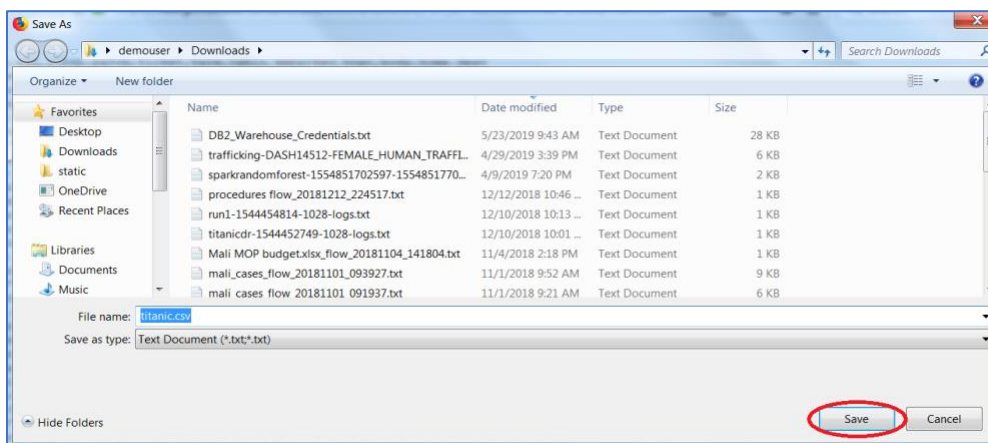 Save As
demouser Downloads Search Downloads
Organize New folder
Favorites
Desktop
Downloads
static
OneDrive
Recent Places
Libraries
Documents
Music
Name Date modified Type Size
DB2_Warehouse_Credentials.txt 5/23/2019 9:43 AM Text Document 28 KB
trafficking-DASH14512-FEMALE_HUMAN_TRAFFI... 4/29/2019 3:39 PM Text Document 6 KB
sparkrandomforest-1554851702597-1554851770... 4/9/2019 7:20 PM Text Document 2 KB
procedures flow_20181212_224517.txt 12/12/2018 10:46 ... Text Document 1 KB
run1-1544454814-1028-logs.txt 12/10/2018 10:13 ... Text Document 1 KB
titanicdr-1544452749-1028-logs.txt 12/10/2018 10:01 ... Text Document 1 KB
Mali MOP budget.xlsx_flow_20181104_141804.txt 11/4/2018 2:18 PM Text Document 1 KB
mali_cases_flow_20181101_093927.txt 11/1/2018 9:52 AM Text Document 9 KB
mali cases flow 20181101 091937.txt 11/1/2018 9:21 AM Text Document 6 KB
File name: titanic.csv
Save as type: Text Document (*.txt;*.txt)
Hide Folders Save Cancel